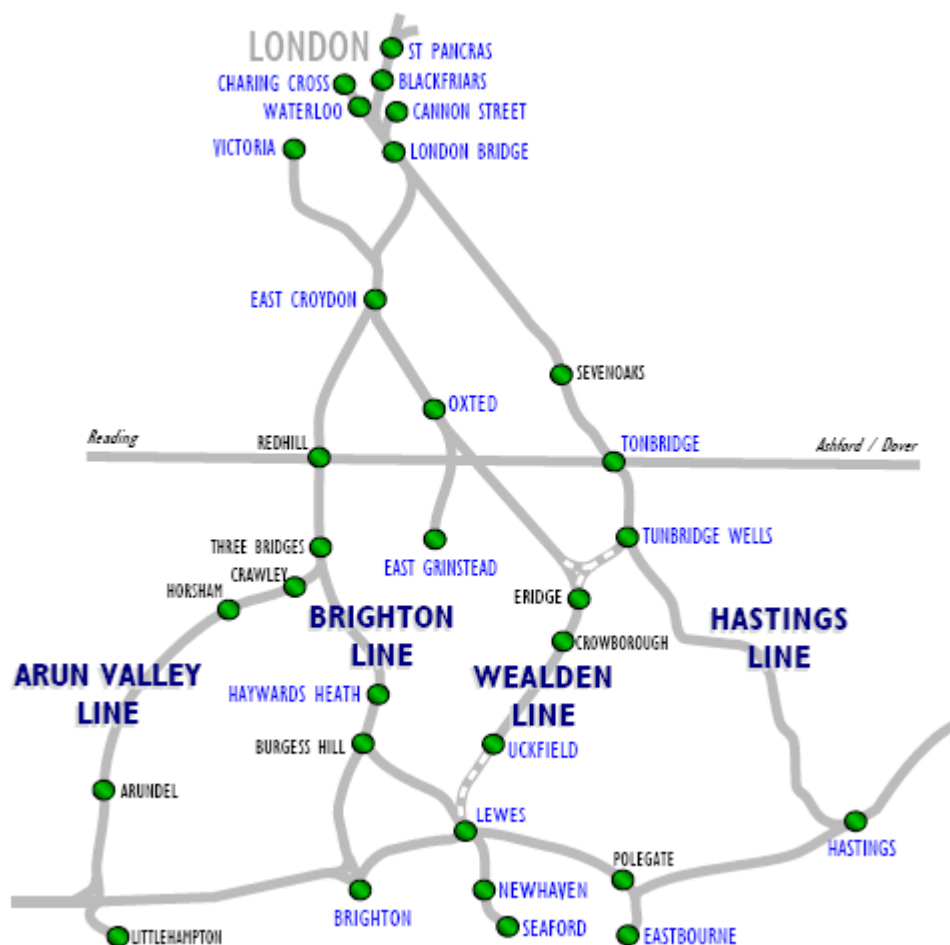 LONDON
ST PANCRAS
CHARING CROSS
BLACKFRIARS
WATERLOO
CANNON STREET
VICTORIA
LONDON BRIDGE
EAST CROYDON
SEVENOAKS
OXTED
Reading
REDHILL
TONBRIDGE
Ashford / Dover
TUNBRIDGE WELLS
THREE BRIDGES
EAST GRINSTEAD
CRAWLEY
HORSHAM
ERIDGE
BRIGHTON
LINE
HASTINGS
LINE
CROWBOROUGH
ARUN VALLEY
LINE
WEALDEN
LINE
HAYWARDS HEATH
BURGESS HILL
UCKFIELD
ARUNDEL
LEWES
HASTINGS
POLEGATE
BRIGHTON
NEWHAVEN
SEAFORD
LITTLEHAMPTON
EASTBOURNE